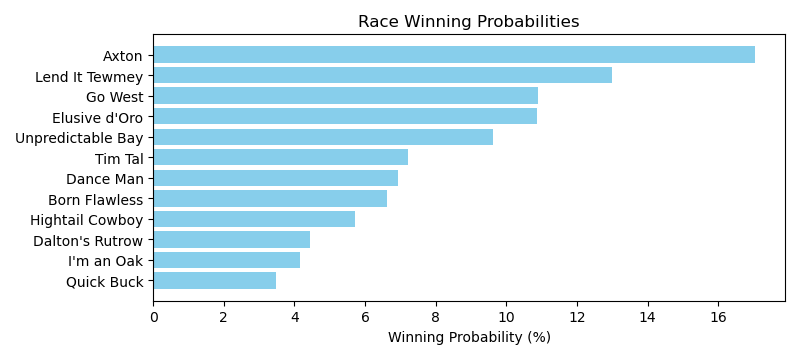 Race Winning Probabilities
Axton
Lend It Tewmey
Go West
Elusive d'Oro
Unpredictable Bay
Tim Tal
Dance Man
Born Flawless
Hightail Cowboy
Dalton's Rutrow
I'm an Oak
Quick Buck
0 2 4 6 8 10 12 14 16
Winning Probability (%)